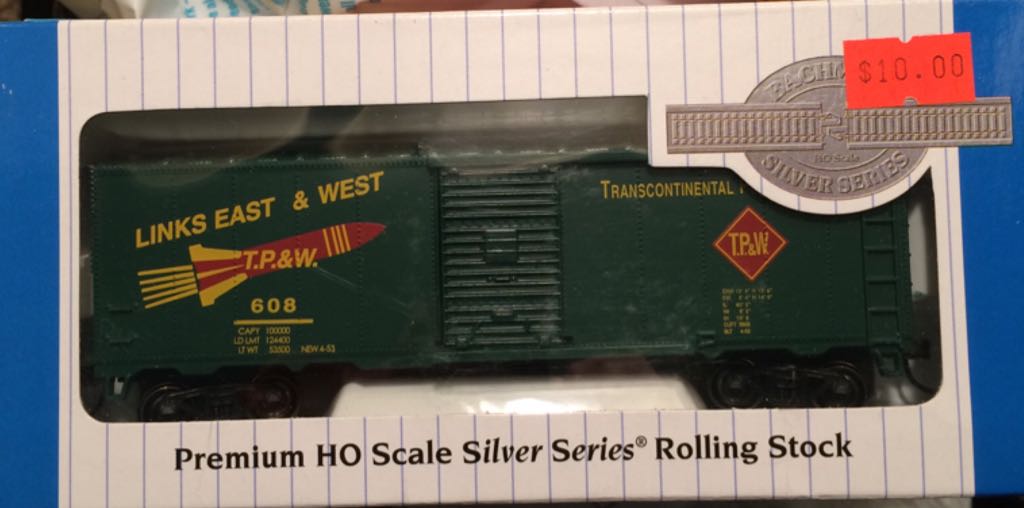 $10.00
BACHM
HO Scale
SILVER SERIES
LINKS EAST & WEST
T.P.&W.
608
CAPY 100000
LD LMT 124400
LT WT 53500 NEW 4-53
TRANSCONTINENTAL
T.P.&W.
Premium HO Scale Silver Series® Rolling Stock